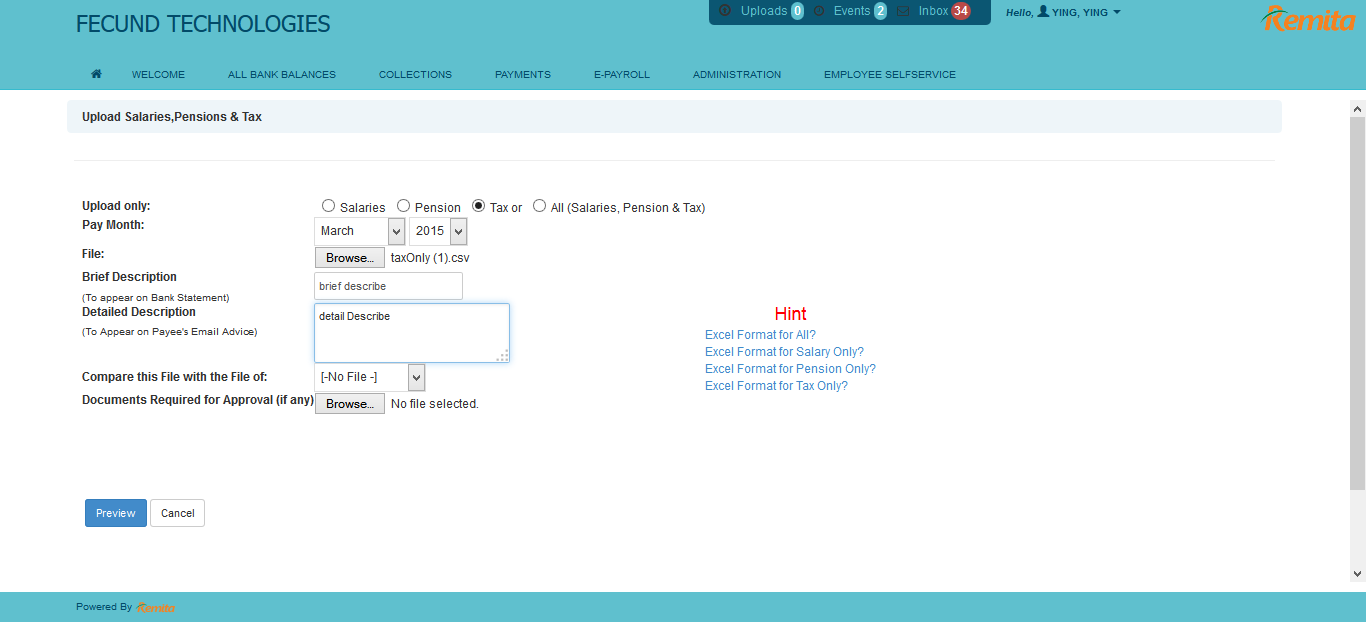 FECUND TECHNOLOGIES
Uploads 0 Events 2 Inbox 34
Hello, YING, YING
Remita
WELCOME ALL BANK BALANCES COLLECTIONS PAYMENTS E-PAYROLL ADMINISTRATION EMPLOYEE SELFSERVICE
Upload Salaries,Pensions & Tax
Upload only: Salaries Pension Tax or All (Salaries, Pension & Tax)
Pay Month: March 2015
File: Browse... taxOnly (1).csv
Brief Description brief describe
(To appear on Bank Statement)
Detailed Description detail Describe
(To Appear on Payee's Email Advice)
Hint
Excel Format for All?
Excel Format for Salary Only?
Excel Format for Pension Only?
Excel Format for Tax Only?
Compare this File with the File of: [-No File -]
Documents Required for Approval (if any) Browse... No file selected.
Preview Cancel
Powered By Remita